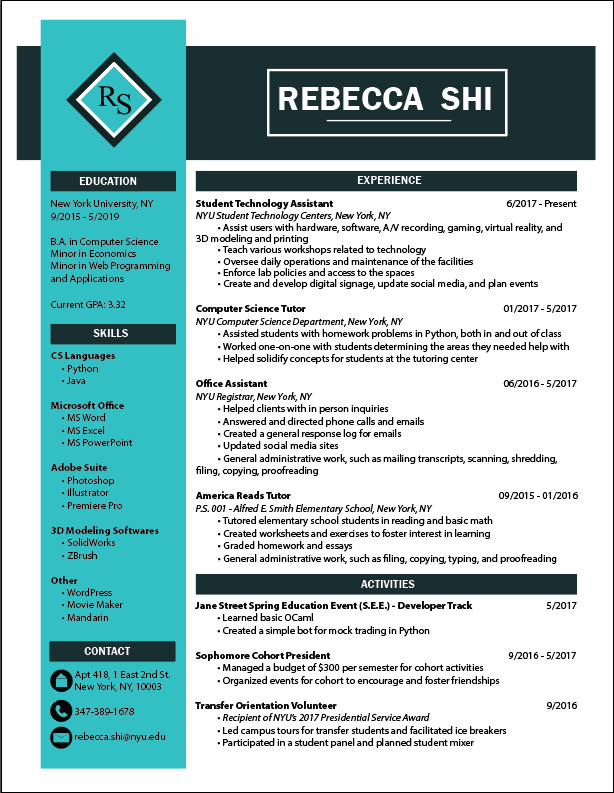 RS
REBECCA SHI
EDUCATION
New York University, NY
9/2015 - 5/2019
B.A. in Computer Science
Minor in Economics
Minor in Web Programming
and Applications
Current GPA: 3.32
SKILLS
CS Languages
• Python
• Java
Microsoft Office
• MS Word
• MS Excel
• MS PowerPoint
Adobe Suite
• Photoshop
• Illustrator
• Premiere Pro
3D Modeling Softwares
• SolidWorks
• ZBrush
Other
• WordPress
• Movie Maker
• Mandarin
CONTACT
Apt 418, 1 East 2nd St.
New York, NY, 10003
347-389-1678
rebecca.shi@nyu.edu
EXPERIENCE
Student Technology Assistant 6/2017 - Present
NYU Student Technology Centers, New York, NY
• Assist users with hardware, software, A/V recording, gaming, virtual reality, and
3D modeling and printing
• Teach various workshops related to technology
• Oversee daily operations and maintenance of the facilities
• Enforce lab policies and access to the spaces
• Create and develop digital signage, update social media, and plan events
Computer Science Tutor 01/2017 - 5/2017
NYU Computer Science Department, New York, NY
• Assisted students with homework problems in Python, both in and out of class
• Worked one-on-one with students determining the areas they needed help with
• Helped solidify concepts for students at the tutoring center
Office Assistant 06/2016 - 5/2017
NYU Registrar, New York, NY
• Helped clients with in person inquiries
• Answered and directed phone calls and emails
• Created a general response log for emails
• Updated social media sites
• General administrative work, such as mailing transcripts, scanning, shredding,
filing, copying, proofreading
America Reads Tutor 09/2015 - 01/2016
P.S. 001 - Alfred E. Smith Elementary School, New York, NY
• Tutored elementary school students in reading and basic math
• Created worksheets and exercises to foster interest in learning
• Graded homework and essays
• General administrative work, such as filing, copying, typing, and proofreading
ACTIVITIES
Jane Street Spring Education Event (S.E.E.) - Developer Track 5/2017
• Learned basic OCaml
• Created a simple bot for mock trading in Python
Sophomore Cohort President 9/2016 - 5/2017
• Managed a budget of $300 per semester for cohort activities
• Organized events for cohort to encourage and foster friendships
Transfer Orientation Volunteer 9/2016
• Recipient of NYU's 2017 Presidential Service Award
• Led campus tours for transfer students and facilitated ice breakers
• Participated in a student panel and planned student mixer